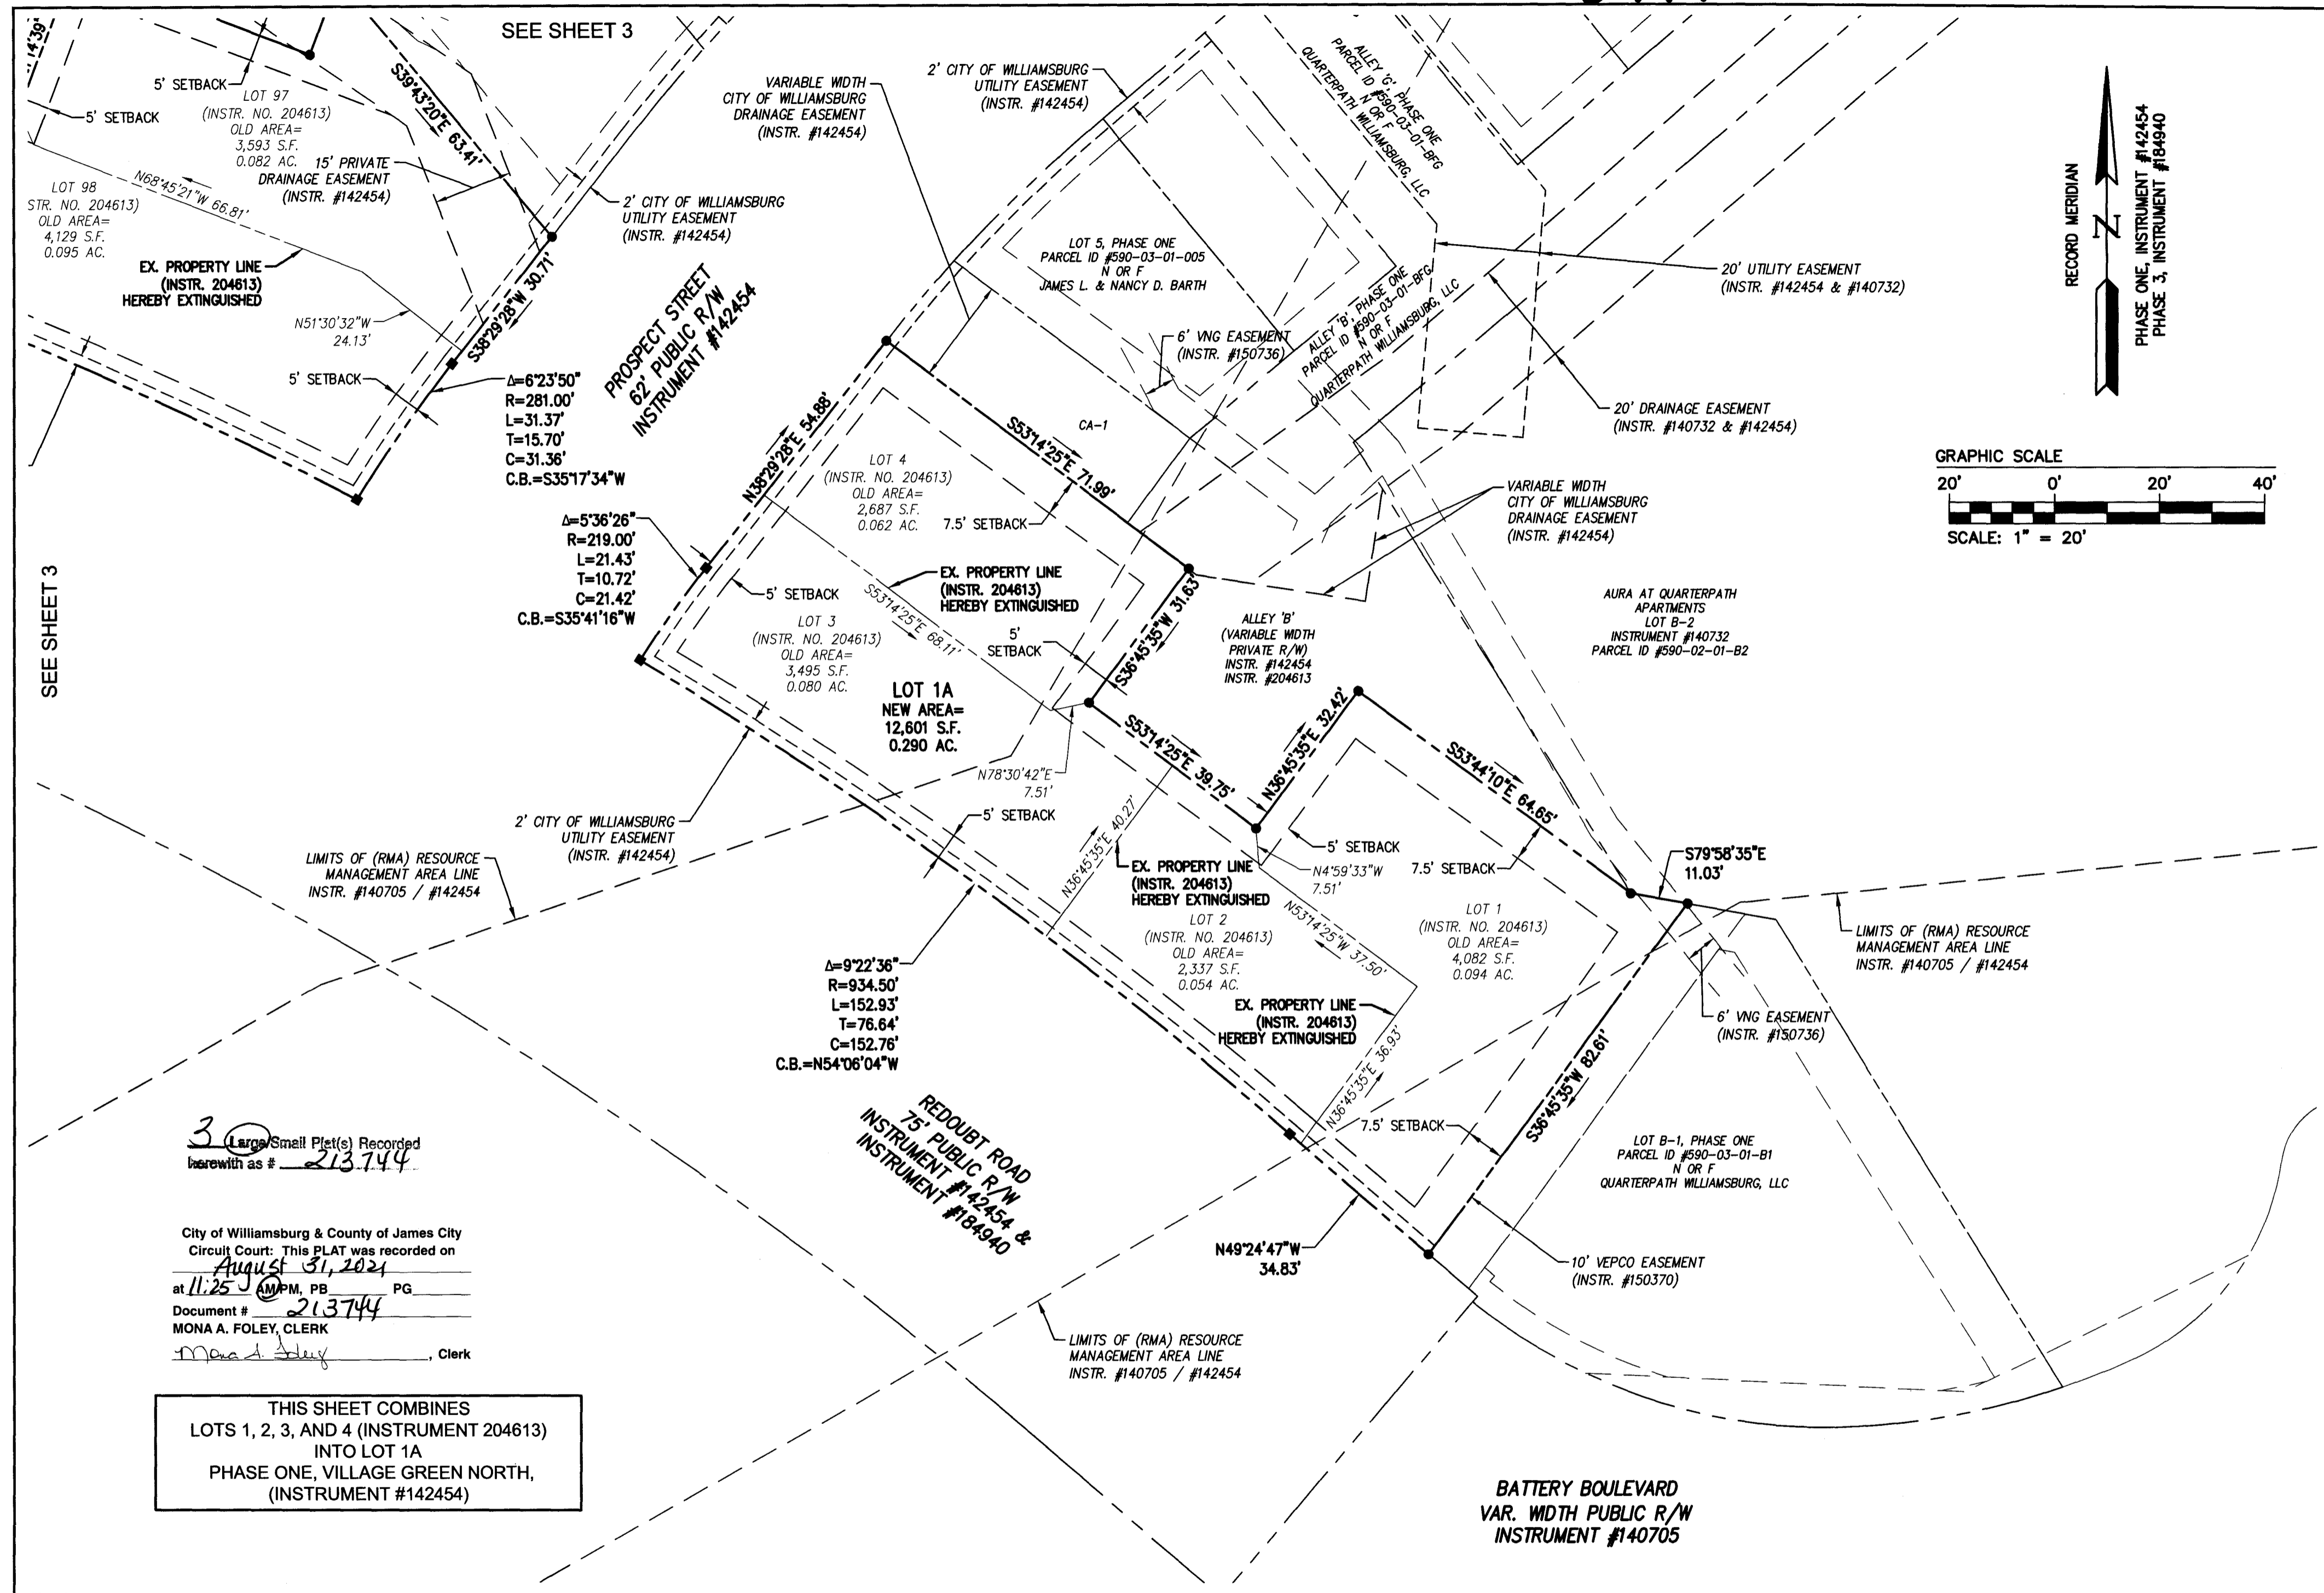 SEE SHEET 3
14'39"
5' SETBACK
5' SETBACK
LOT 97
(INSTR. NO. 204613)
OLD AREA=
3,593 S.F.
0.082 AC.
15' PRIVATE
DRAINAGE EASEMENT
(INSTR. #142454)
S39°43'20"E 63.41'
N68°45'21"W 66.81'
LOT 98
STR. NO. 204613)
OLD AREA=
4,129 S.F.
0.095 AC.
EX. PROPERTY LINE
(INSTR. 204613)
HEREBY EXTINGUISHED
N51°30'32"W
24.13'
S38°29'28"W 30.71'
2' CITY OF WILLIAMSBURG
UTILITY EASEMENT
(INSTR. #142454)
5' SETBACK
Δ=6°23'50"
R=281.00'
L=31.37'
T=15.70'
C=31.36'
C.B.=S35°17'34"W
PROSPECT STREET
62' PUBLIC R/W
INSTRUMENT #142454
VARIABLE WIDTH
CITY OF WILLIAMSBURG
DRAINAGE EASEMENT
(INSTR. #142454)
2' CITY OF WILLIAMSBURG
UTILITY EASEMENT
(INSTR. #142454)
ALLEY 'G', PHASE ONE
PARCEL ID #590-03-01-BFG
N OR F
QUARTERPATH WILLIAMSBURG, LLC
LOT 5, PHASE ONE
PARCEL ID #590-03-01-005
N OR F
JAMES L. & NANCY D. BARTH
ALLEY 'B', PHASE ONE
PARCEL ID #590-03-01-BFG
N OR F
QUARTERPATH WILLIAMSBURG, LLC
6' VNG EASEMENT
(INSTR. #150736)
20' UTILITY EASEMENT
(INSTR. #142454 & #140732)
20' DRAINAGE EASEMENT
(INSTR. #140732 & #142454)
RECORD MERIDIAN
N
PHASE ONE, INSTRUMENT #142454
PHASE 3, INSTRUMENT #184940
GRAPHIC SCALE
20' 0' 20' 40'
SCALE: 1" = 20'
CA-1
N38°29'28"E 54.88'
S53°14'25"E 71.99'
LOT 4
(INSTR. NO. 204613)
OLD AREA=
2,687 S.F.
0.062 AC.
7.5' SETBACK
VARIABLE WIDTH
CITY OF WILLIAMSBURG
DRAINAGE EASEMENT
(INSTR. #142454)
Δ=5°36'26"
R=219.00'
L=21.43'
T=10.72'
C=21.42'
C.B.=S35°41'16"W
SEE SHEET 3
5' SETBACK
EX. PROPERTY LINE
(INSTR. 204613)
HEREBY EXTINGUISHED
S53°14'25"E 68.11'
LOT 3
(INSTR. NO. 204613)
OLD AREA=
3,495 S.F.
0.080 AC.
5'
SETBACK
S36°45'35"W 31.63'
ALLEY 'B'
(VARIABLE WIDTH
PRIVATE R/W)
INSTR. #142454
INSTR. #204613
AURA AT QUARTERPATH
APARTMENTS
LOT B-2
INSTRUMENT #140732
PARCEL ID #590-02-01-B2
LOT 1A
NEW AREA=
12,601 S.F.
0.290 AC.
N78°30'42"E
7.51'
S53°14'25"E 39.75'
N36°45'35"E 32.42'
S53°44'10"E 64.65'
2' CITY OF WILLIAMSBURG
UTILITY EASEMENT
(INSTR. #142454)
5' SETBACK
N36°45'35"E 40.27'
LIMITS OF (RMA) RESOURCE
MANAGEMENT AREA LINE
INSTR. #140705 / #142454
EX. PROPERTY LINE
(INSTR. 204613)
HEREBY EXTINGUISHED
5' SETBACK
N4°59'33"W
7.51'
7.5' SETBACK
S79°58'35"E
11.03'
N53°14'25"W 37.50'
LOT 2
(INSTR. NO. 204613)
OLD AREA=
2,337 S.F.
0.054 AC.
LOT 1
(INSTR. NO. 204613)
OLD AREA=
4,082 S.F.
0.094 AC.
LIMITS OF (RMA) RESOURCE
MANAGEMENT AREA LINE
INSTR. #140705 / #142454
Δ=9°22'36"
R=934.50'
L=152.93'
T=76.64'
C=152.76'
C.B.=N54°06'04"W
EX. PROPERTY LINE
(INSTR. 204613)
HEREBY EXTINGUISHED
N36°45'35"E 36.93'
6' VNG EASEMENT
(INSTR. #150736)
S36°45'35"W 82.61'
7.5' SETBACK
REDOUBT ROAD
75' PUBLIC R/W
INSTRUMENT #142454 &
INSTRUMENT #184940
LOT B-1, PHASE ONE
PARCEL ID #590-03-01-B1
N OR F
QUARTERPATH WILLIAMSBURG, LLC
N49°24'47"W
34.83'
10' VEPCO EASEMENT
(INSTR. #150370)
3 Large/Small Plat(s) Recorded
herewith as # 213744
City of Williamsburg & County of James City
Circuit Court: This PLAT was recorded on
August 31, 2021
at 11:25 AM/PM, PB PG
Document # 213744
MONA A. FOLEY, CLERK
Mona A. Foley, Clerk
LIMITS OF (RMA) RESOURCE
MANAGEMENT AREA LINE
INSTR. #140705 / #142454
THIS SHEET COMBINES
LOTS 1, 2, 3, AND 4 (INSTRUMENT 204613)
INTO LOT 1A
PHASE ONE, VILLAGE GREEN NORTH,
(INSTRUMENT #142454)
BATTERY BOULEVARD
VAR. WIDTH PUBLIC R/W
INSTRUMENT #140705